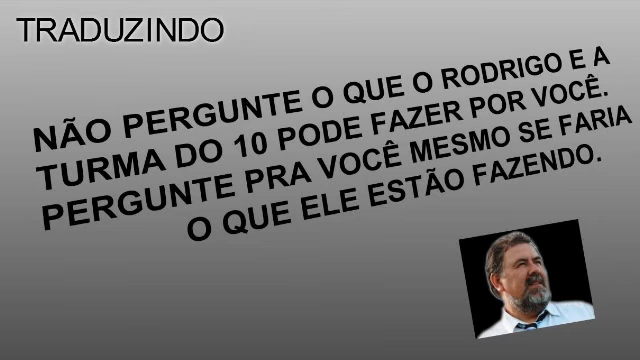 TRADUZINDO
NÃO PERGUNTE O QUE O RODRIGO E A
TURMA DO 10 PODE FAZER POR VOCÊ.
PERGUNTE PRA VOCÊ MESMO SE FARIA
O QUE ELE ESTÃO FAZENDO.